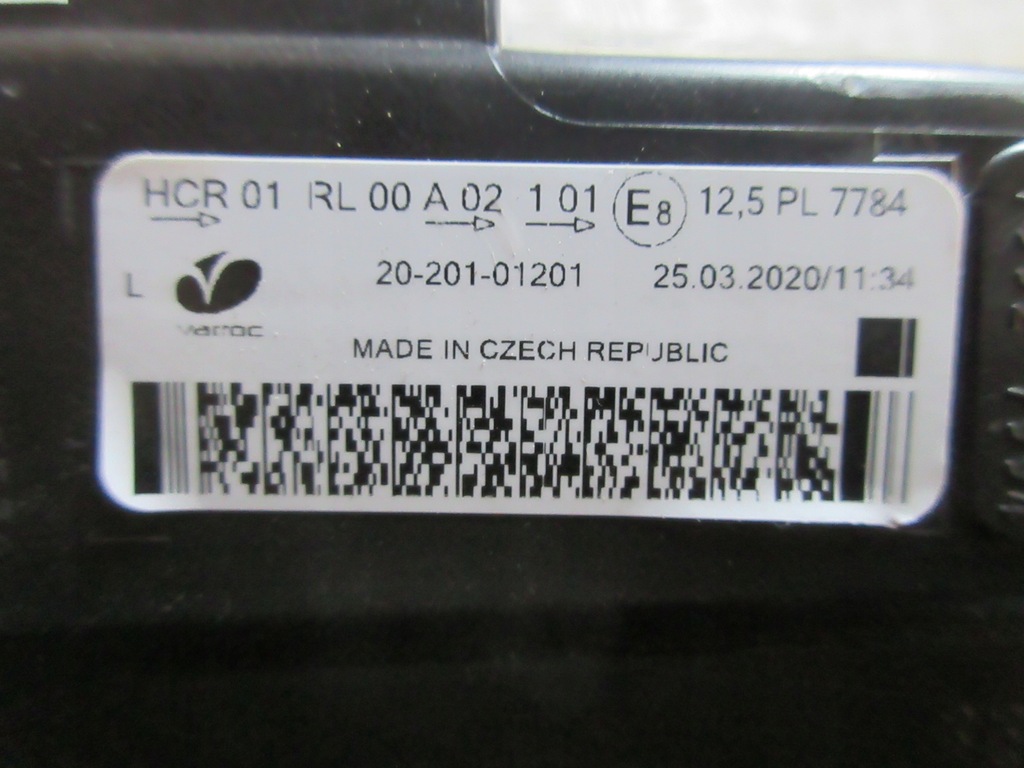 HCR 01 RL 00 A 02 1 01 E8 12,5 PL 7784
L varroc 20-201-01201 25.03.2020/11:34
MADE IN CZECH REPUBLIC